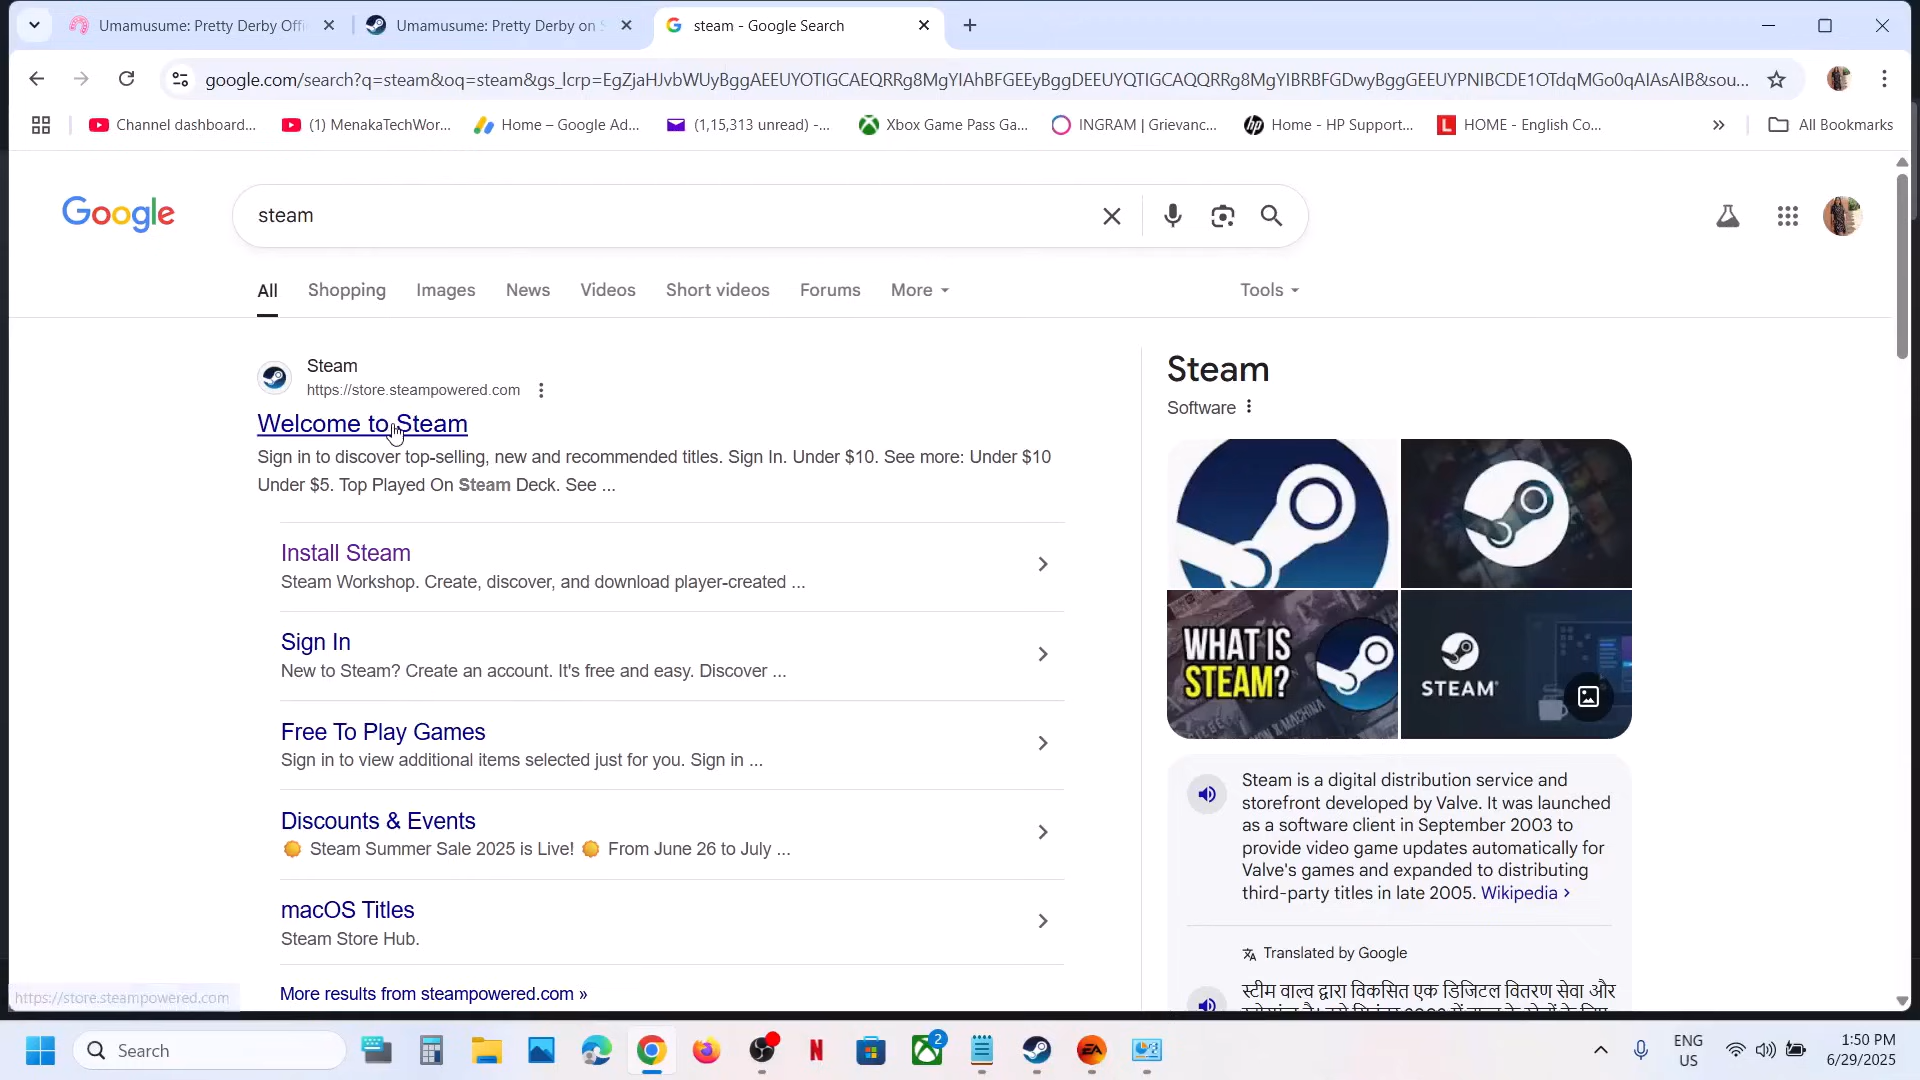 Umamusume: Pretty Derby Offi
Umamusume: Pretty Derby on S
steam - Google Search
google.com/search?q=steam&oq=steam&gs_lcrp=EgZjaHJvbWUyBggAEEUYOTIGCAEQRRg8MgYIAhBFGEEyBggDEEUYQTIGCAQQRRg8MgYIBRBFGDwyBggGEEUYPNIBCDE1OTdqMGo0qAIAsAIB&sou...
Channel dashboard...
(1) MenakaTechWor...
Home – Google Ad...
(1,15,313 unread) -...
Xbox Game Pass Ga...
INGRAM | Grievanc...
Home - HP Support...
HOME - English Co...
»
All Bookmarks
Google
steam
All
Shopping
Images
News
Videos
Short videos
Forums
More
Tools
Steam
https://store.steampowered.com
Welcome to Steam
Sign in to discover top-selling, new and recommended titles. Sign In. Under $10. See more: Under $10
Under $5. Top Played On Steam Deck. See ...
Install Steam
Steam Workshop. Create, discover, and download player-created ...
Sign In
New to Steam? Create an account. It's free and easy. Discover ...
Free To Play Games
Sign in to view additional items selected just for you. Sign in ...
Discounts & Events
Steam Summer Sale 2025 is Live! From June 26 to July ...
macOS Titles
Steam Store Hub.
More results from steampowered.com »
Steam
Software
WHAT IS
STEAM?
STEAM
Steam is a digital distribution service and
storefront developed by Valve. It was launched
as a software client in September 2003 to
provide video game updates automatically for
Valve's games and expanded to distributing
third-party titles in late 2005. Wikipedia
Translated by Google
स्टीम वाल्व द्वारा विकसित एक डिजिटल वितरण सेवा और
https://store.steampowered.com
Search
2
ENG
US
1:50 PM
6/29/2025